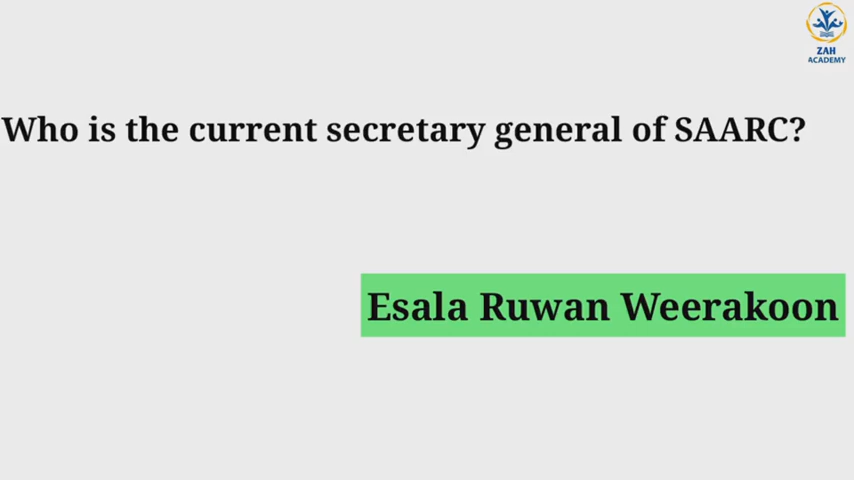 ZAH
ACADEMY
Who is the current secretary general of SAARC?
Esala Ruwan Weerakoon